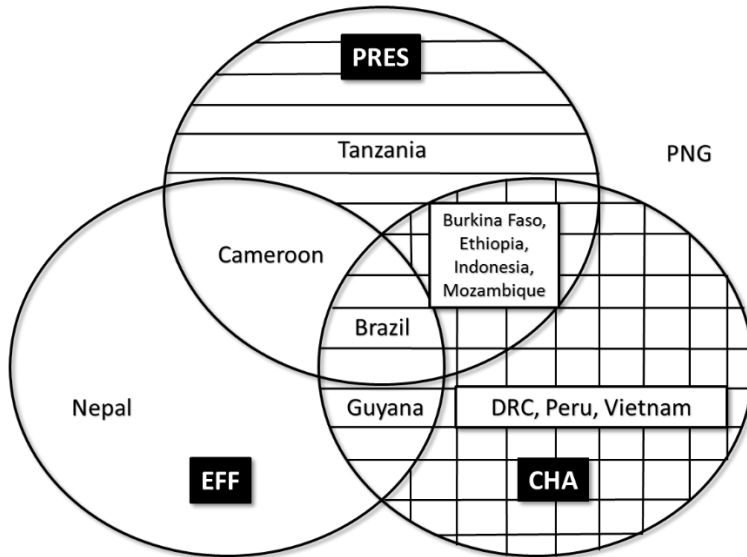 PRES
Tanzania
PNG
Burkina Faso,
Ethiopia,
Indonesia,
Mozambique
Cameroon
Brazil
Nepal
Guyana
DRC, Peru, Vietnam
EFF
CHA